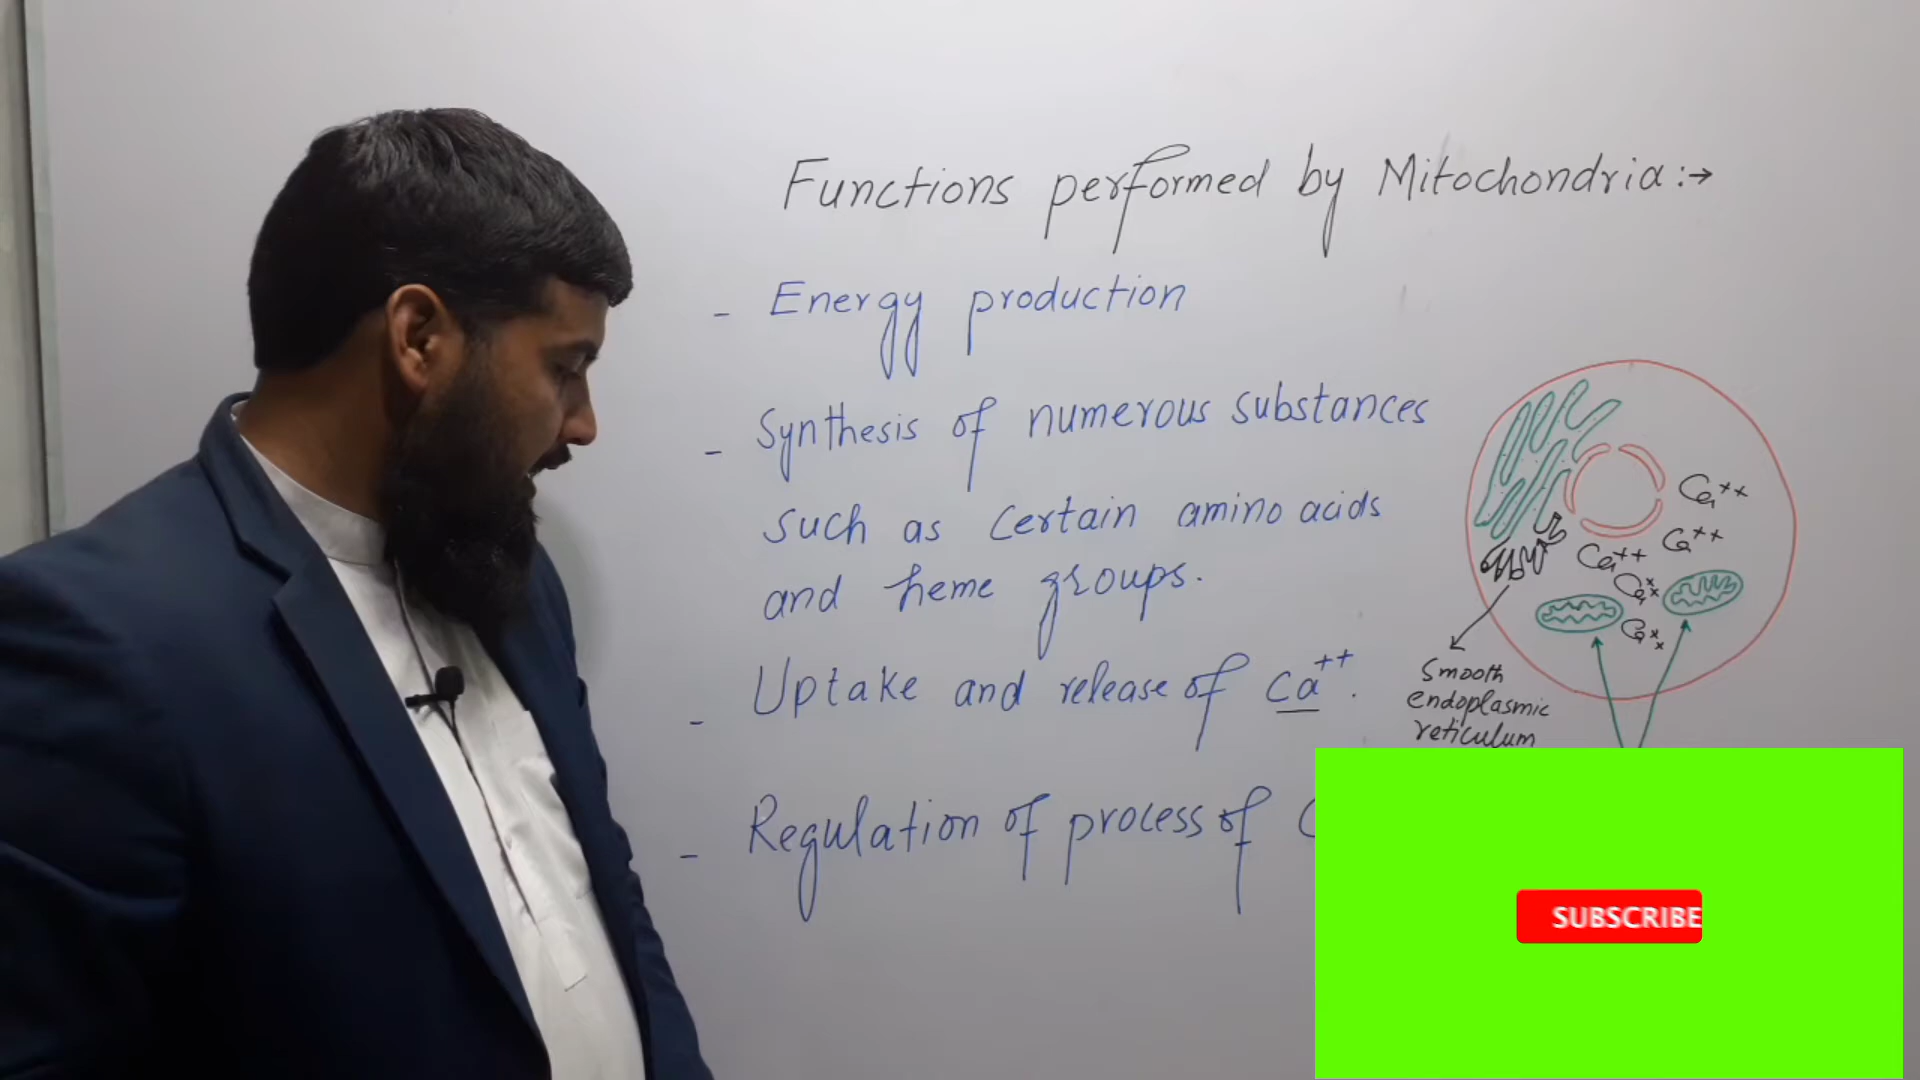 Functions performed by Mitochondria:→
- Energy production
- Synthesis of numerous substances
such as certain amino acids
and heme groups.
- Uptake and release of Ca++.
- Regulation of process of
Ca++
Ca++
Ca++
Ca++
Ca++
Smooth
endoplasmic
reticulum
SUBSCRIBE